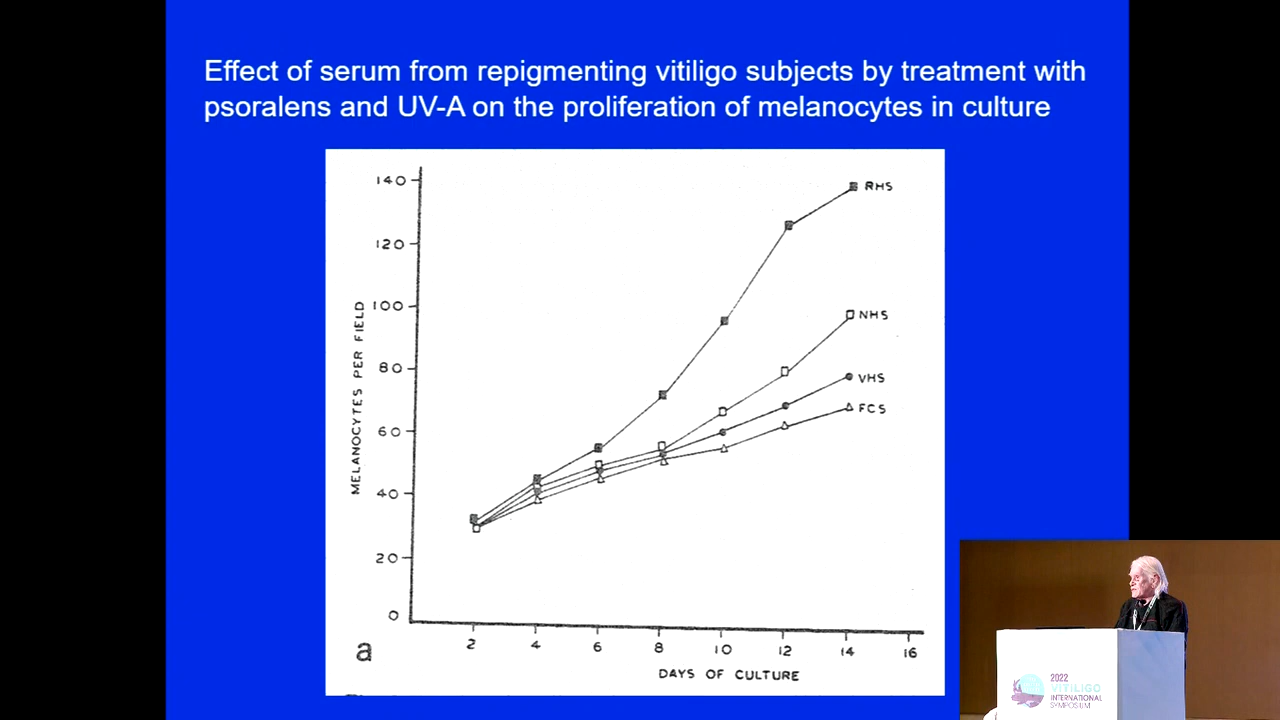 Effect of serum from repigmenting vitiligo subjects by treatment with
psoralens and UV-A on the proliferation of melanocytes in culture
140
120
100
80
60
40
20
0
MELANOCYTES PER FIELD
RHS
NHS
VHS
FCS
2 4 6 8 10 12 14 16
DAYS OF CULTURE
a
2022
VITILIGO
INTERNATIONAL
SYMPOSIUM